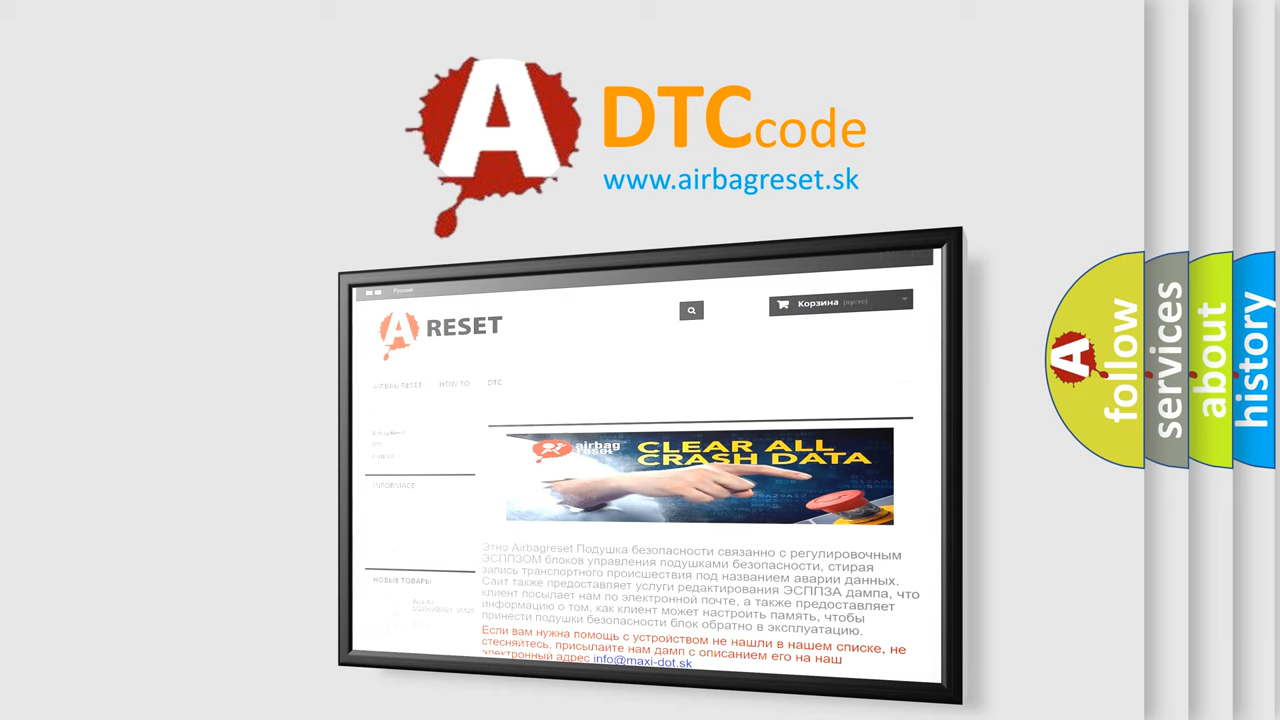 A
DTCcode
www.airbagreset.sk
Русский
A RESET
Корзина (пусто)
AIRBAG RESET HOW TO DTC
Airbag Reset
INFORMACE
airbag
reset
CLEAR ALL
CRASH DATA
Этно Airbagreset Подушка безопасности связанно с регулировочным
ЭСППЗОМ блоков управления подушками безопасности, стирая
запись транспортного происшествия под названием аварии данных.
Сайт также предоставляет услуги редактирования ЭСППЗА дампа, что
клиент посылает нам по электронной почте, а также предоставляет
информацию о том, как клиент может настроить память, чтобы
принести подушки безопасности блок обратно в эксплуатацию.
Если вам нужна помощь с устройством не нашли в нашем списке, не
стесняйтесь, присылайте нам дамп с описанием его на наш
электронный адрес info@maxi-dot.sk
НОВЫЕ ТОВАРЫ
A
follow
services
about
history